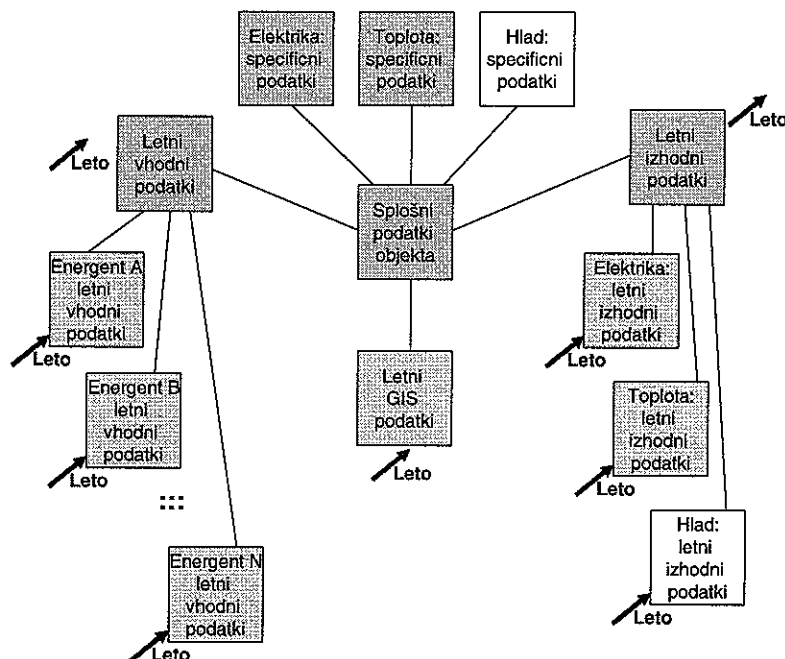 Elektrika:
specificni
podatki
Toplota:
specificni
podatki
Hlad:
specificni
podatki
Leto
Letni
vhodni
podatki
Letni
izhodni
podatki
Leto
Splošni
podatki
objekta
Energent A
letni
vhodni
podatki
Leto
Elektrika:
letni
izhodni
podatki
Leto
Energent B
letni
vhodni
podatki
Leto
Letni
GIS
podatki
Leto
Toplota:
letni
izhodni
podatki
Leto
Energent N
letni
vhodni
podatki
Leto
Hlad:
letni
izhodni
podatki
Leto